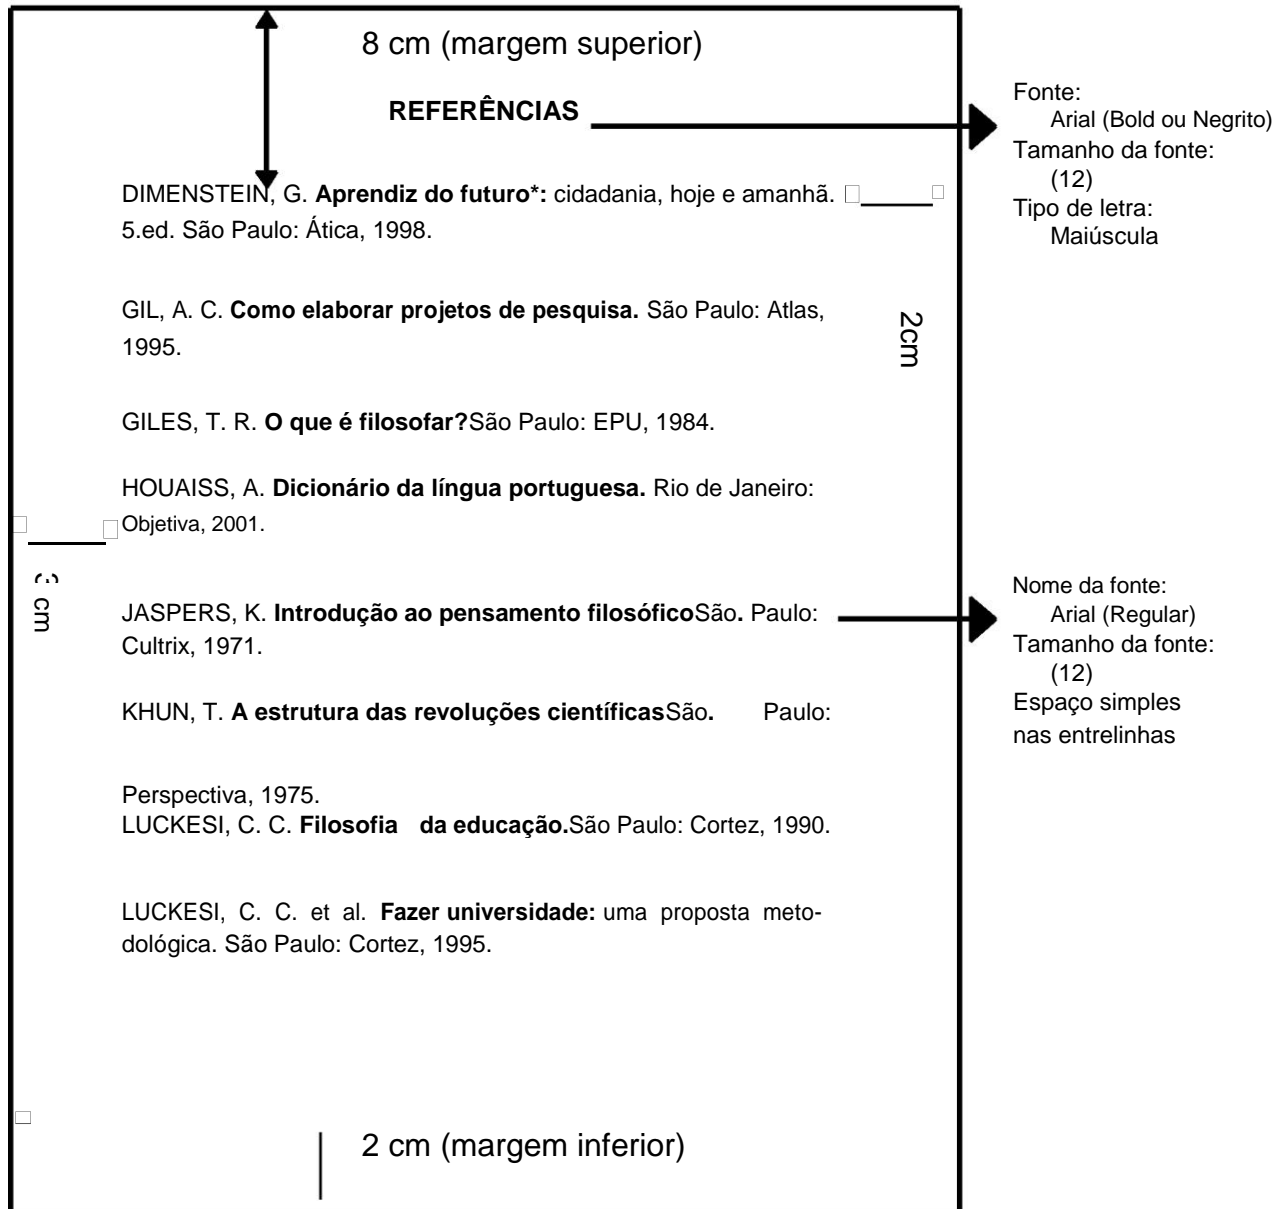 8 cm (margem superior)
REFERÊNCIAS
DIMENSTEIN, G. Aprendiz do futuro*: cidadania, hoje e amanhã.
5.ed. São Paulo: Ática, 1998.
GIL, A. C. Como elaborar projetos de pesquisa. São Paulo: Atlas,
1995.
GILES, T. R. O que é filosofar?São Paulo: EPU, 1984.
HOUAISS, A. Dicionário da língua portuguesa. Rio de Janeiro:
Objetiva, 2001.
JASPERS, K. Introdução ao pensamento filosóficoSão. Paulo:
Cultrix, 1971.
KHUN, T. A estrutura das revoluções científicasSão. Paulo:
Perspectiva, 1975.
LUCKESI, C. C. Filosofia da educação.São Paulo: Cortez, 1990.
LUCKESI, C. C. et al. Fazer universidade: uma proposta meto-
dológica. São Paulo: Cortez, 1995.
2 cm (margem inferior)
3 cm
2cm
Fonte:
Arial (Bold ou Negrito)
Tamanho da fonte:
(12)
Tipo de letra:
Maiúscula
Nome da fonte:
Arial (Regular)
Tamanho da fonte:
(12)
Espaço simples
nas entrelinhas